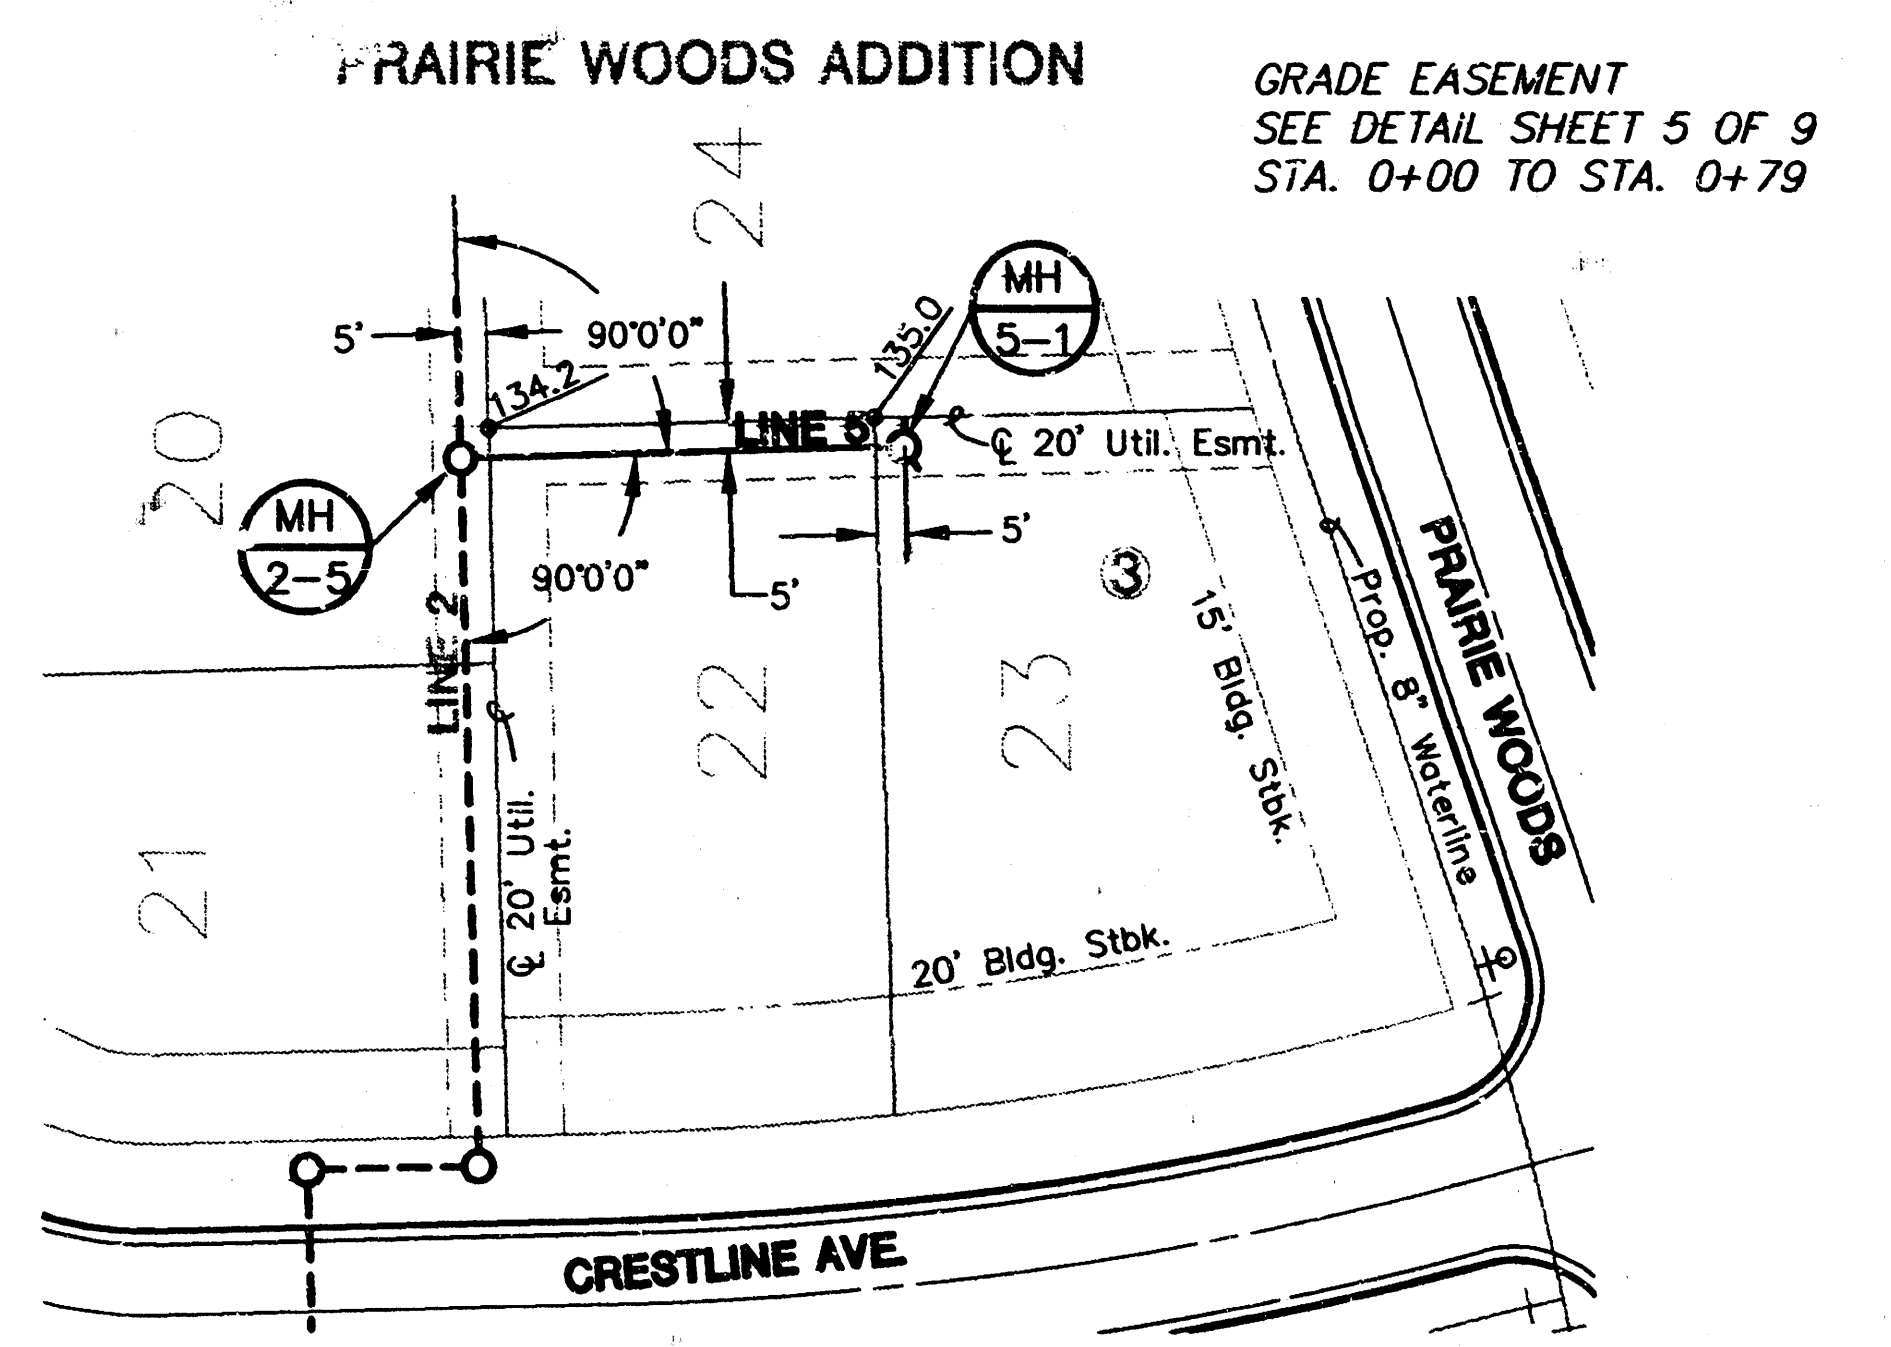 PRAIRIE WOODS ADDITION
GRADE EASEMENT
SEE DETAIL SHEET 5 OF 9
STA. 0+00 TO STA. 0+79
24
MH
5-1
5'
90°0'0"
134.2
135.0
LINE 5
℄ 20' Util. Esmt.
20
MH
2-5
5'
90°0'0"
5'
3
LINE 2
22
23
15' Bldg. Stbk.
Prop. 8" Waterline
PRAIRIE WOODS
21
℄ 20' Util.
Esmt.
20' Bldg. Stbk.
CRESTLINE AVE.